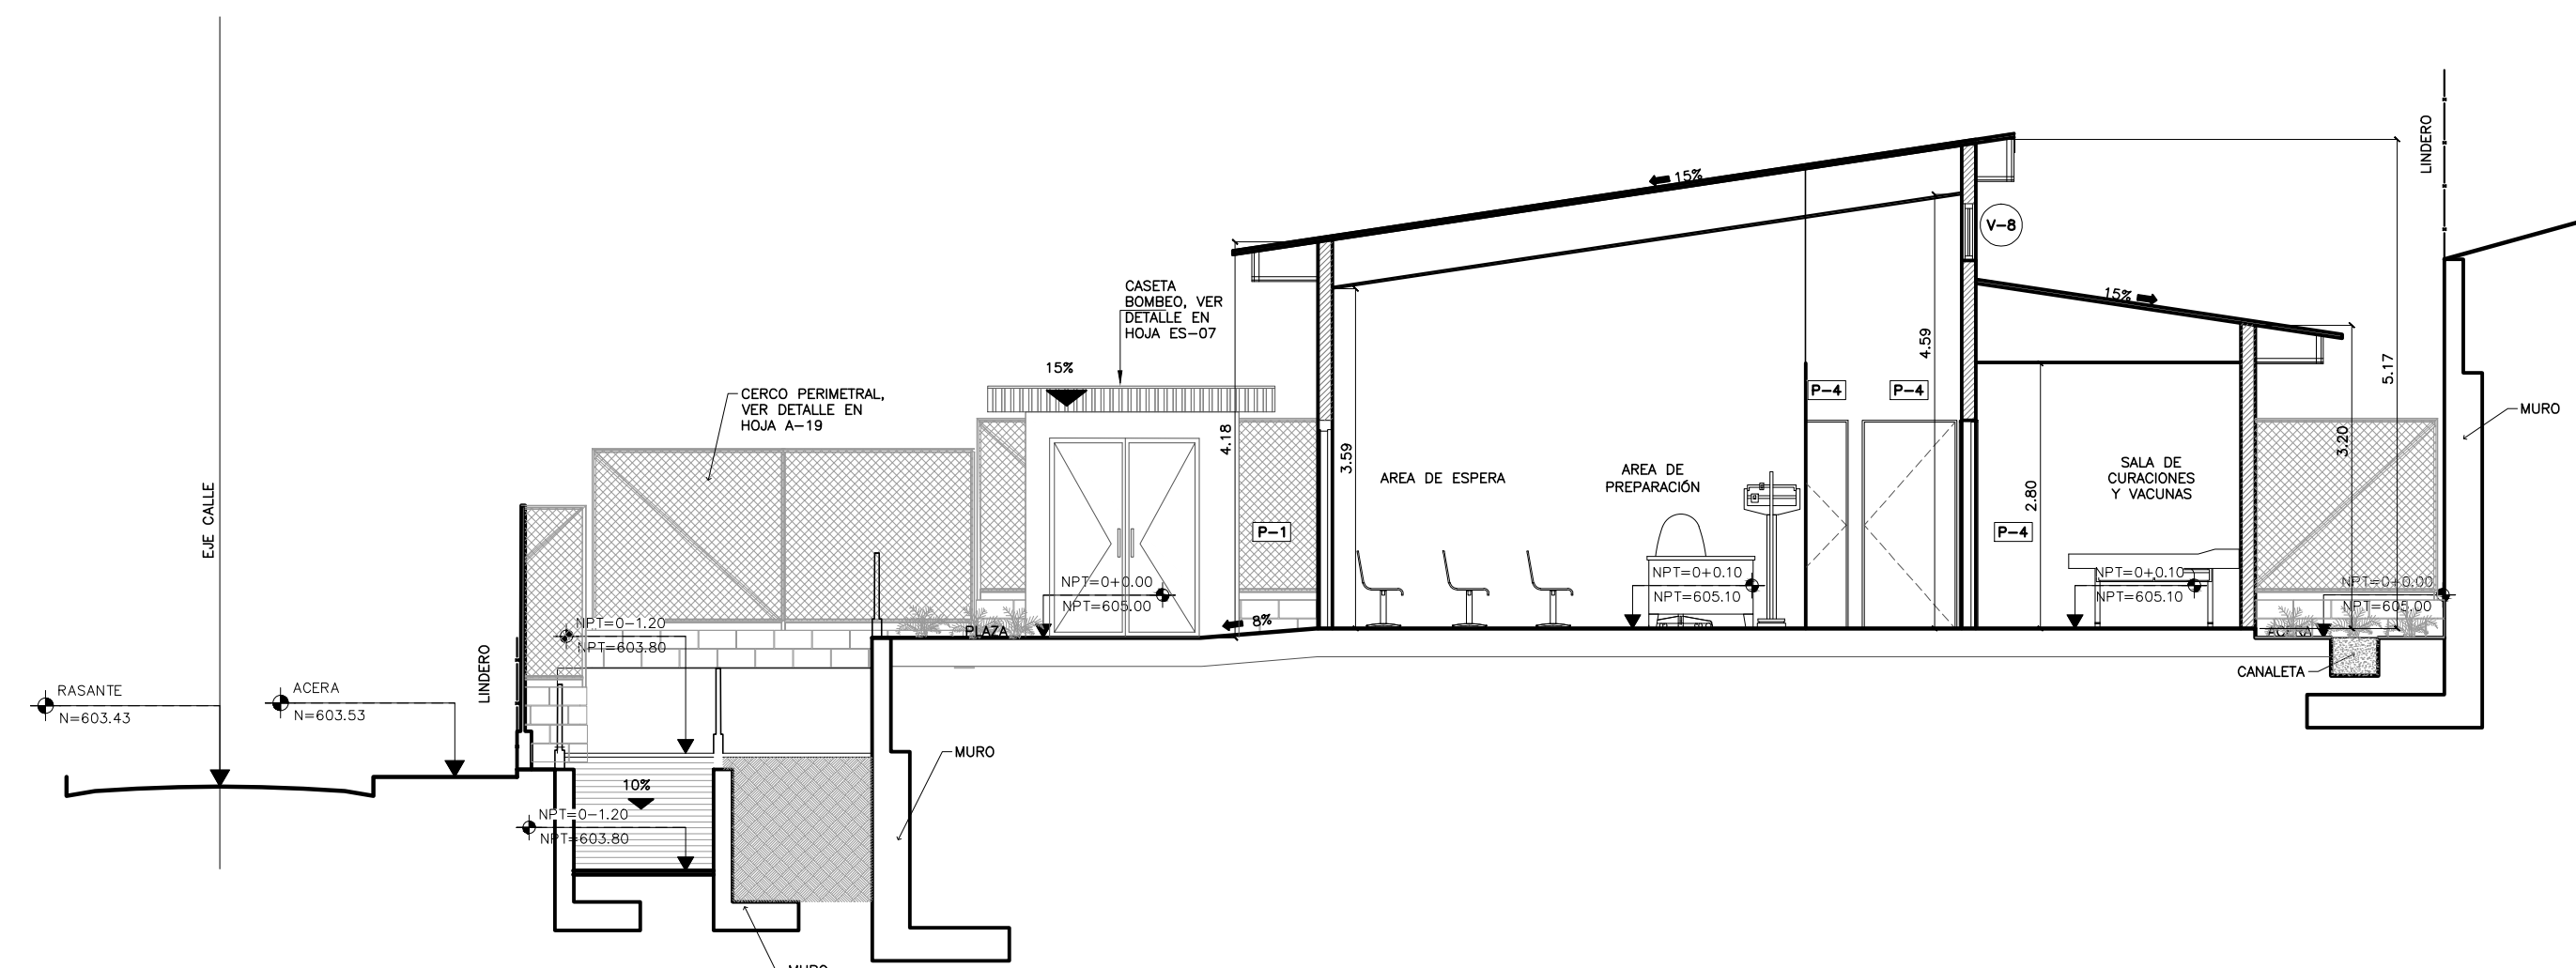 LINDERO
15%
V-8
CASETA
BOMBEO, VER
DETALLE EN
HOJA ES-07
15%
15%
4.59
5.17
CERCO PERIMETRAL,
VER DETALLE EN
HOJA A-19
P-4
P-4
MURO
4.18
3.59
3.20
AREA DE ESPERA
AREA DE
PREPARACIÓN
SALA DE
CURACIONES
Y VACUNAS
2.80
EJE CALLE
P-1
P-4
NPT=0+0.00
NPT=605.00
NPT=0+0.10
NPT=605.10
NPT=0+0.10
NPT=605.10
NPT=0+0.00
NPT=605.00
8%
PLAZA
ACERA
NPT=0-1.20
NPT=603.80
LINDERO
CANALETA
RASANTE
N=603.43
ACERA
N=603.53
MURO
10%
NPT=0-1.20
NPT=603.80
MURO